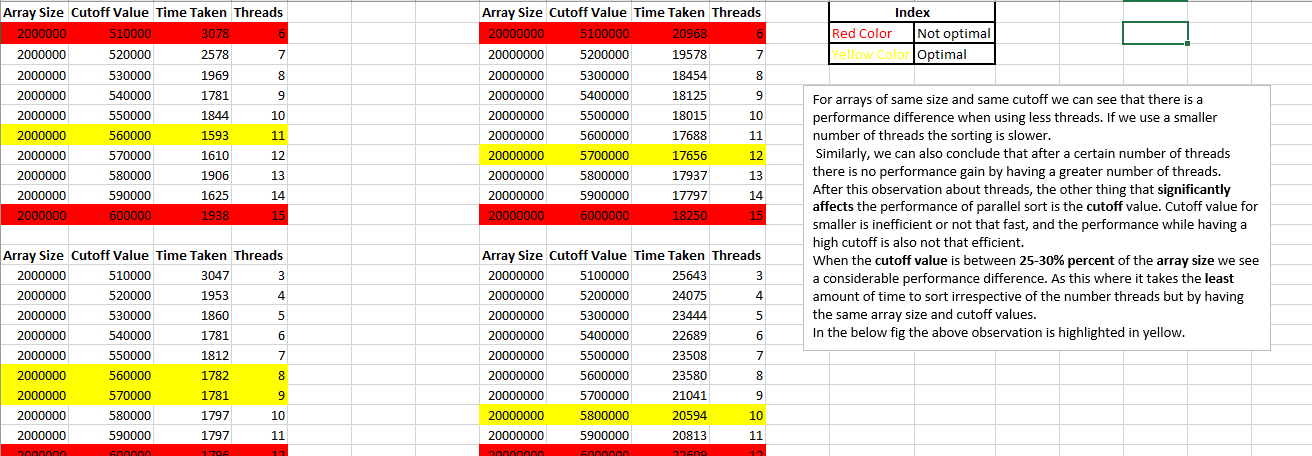 Array Size Cutoff Value Time Taken Threads
2000000 510000 3078 6
2000000 520000 2578 7
2000000 530000 1969 8
2000000 540000 1781 9
2000000 550000 1844 10
2000000 560000 1593 11
2000000 570000 1610 12
2000000 580000 1906 13
2000000 590000 1625 14
2000000 600000 1938 15
Array Size Cutoff Value Time Taken Threads
2000000 510000 3047 3
2000000 520000 1953 4
2000000 530000 1860 5
2000000 540000 1781 6
2000000 550000 1812 7
2000000 560000 1782 8
2000000 570000 1781 9
2000000 580000 1797 10
2000000 590000 1797 11
2000000 600000 1796 12
Array Size Cutoff Value Time Taken Threads
20000000 5100000 20968 6
20000000 5200000 19578 7
20000000 5300000 18454 8
20000000 5400000 18125 9
20000000 5500000 18015 10
20000000 5600000 17688 11
20000000 5700000 17656 12
20000000 5800000 17937 13
20000000 5900000 17797 14
20000000 6000000 18250 15
Array Size Cutoff Value Time Taken Threads
20000000 5100000 25643 3
20000000 5200000 24075 4
20000000 5300000 23444 5
20000000 5400000 22689 6
20000000 5500000 23508 7
20000000 5600000 23580 8
20000000 5700000 21041 9
20000000 5800000 20594 10
20000000 5900000 20813 11
20000000 6000000 22609 12
Index
Red Color Not optimal
Yellow Color Optimal
For arrays of same size and same cutoff we can see that there is a
performance difference when using less threads. If we use a smaller
number of threads the sorting is slower.
Similarly, we can also conclude that after a certain number of threads
there is no performance gain by having a greater number of threads.
After this observation about threads, the other thing that significantly
affects the performance of parallel sort is the cutoff value. Cutoff value for
smaller is inefficient or not that fast, and the performance while having a
high cutoff is also not that efficient.
When the cutoff value is between 25-30% percent of the array size we see
a considerable performance difference. As this where it takes the least
amount of time to sort irrespective of the number threads but by having
the same array size and cutoff values.
In the below fig the above observation is highlighted in yellow.